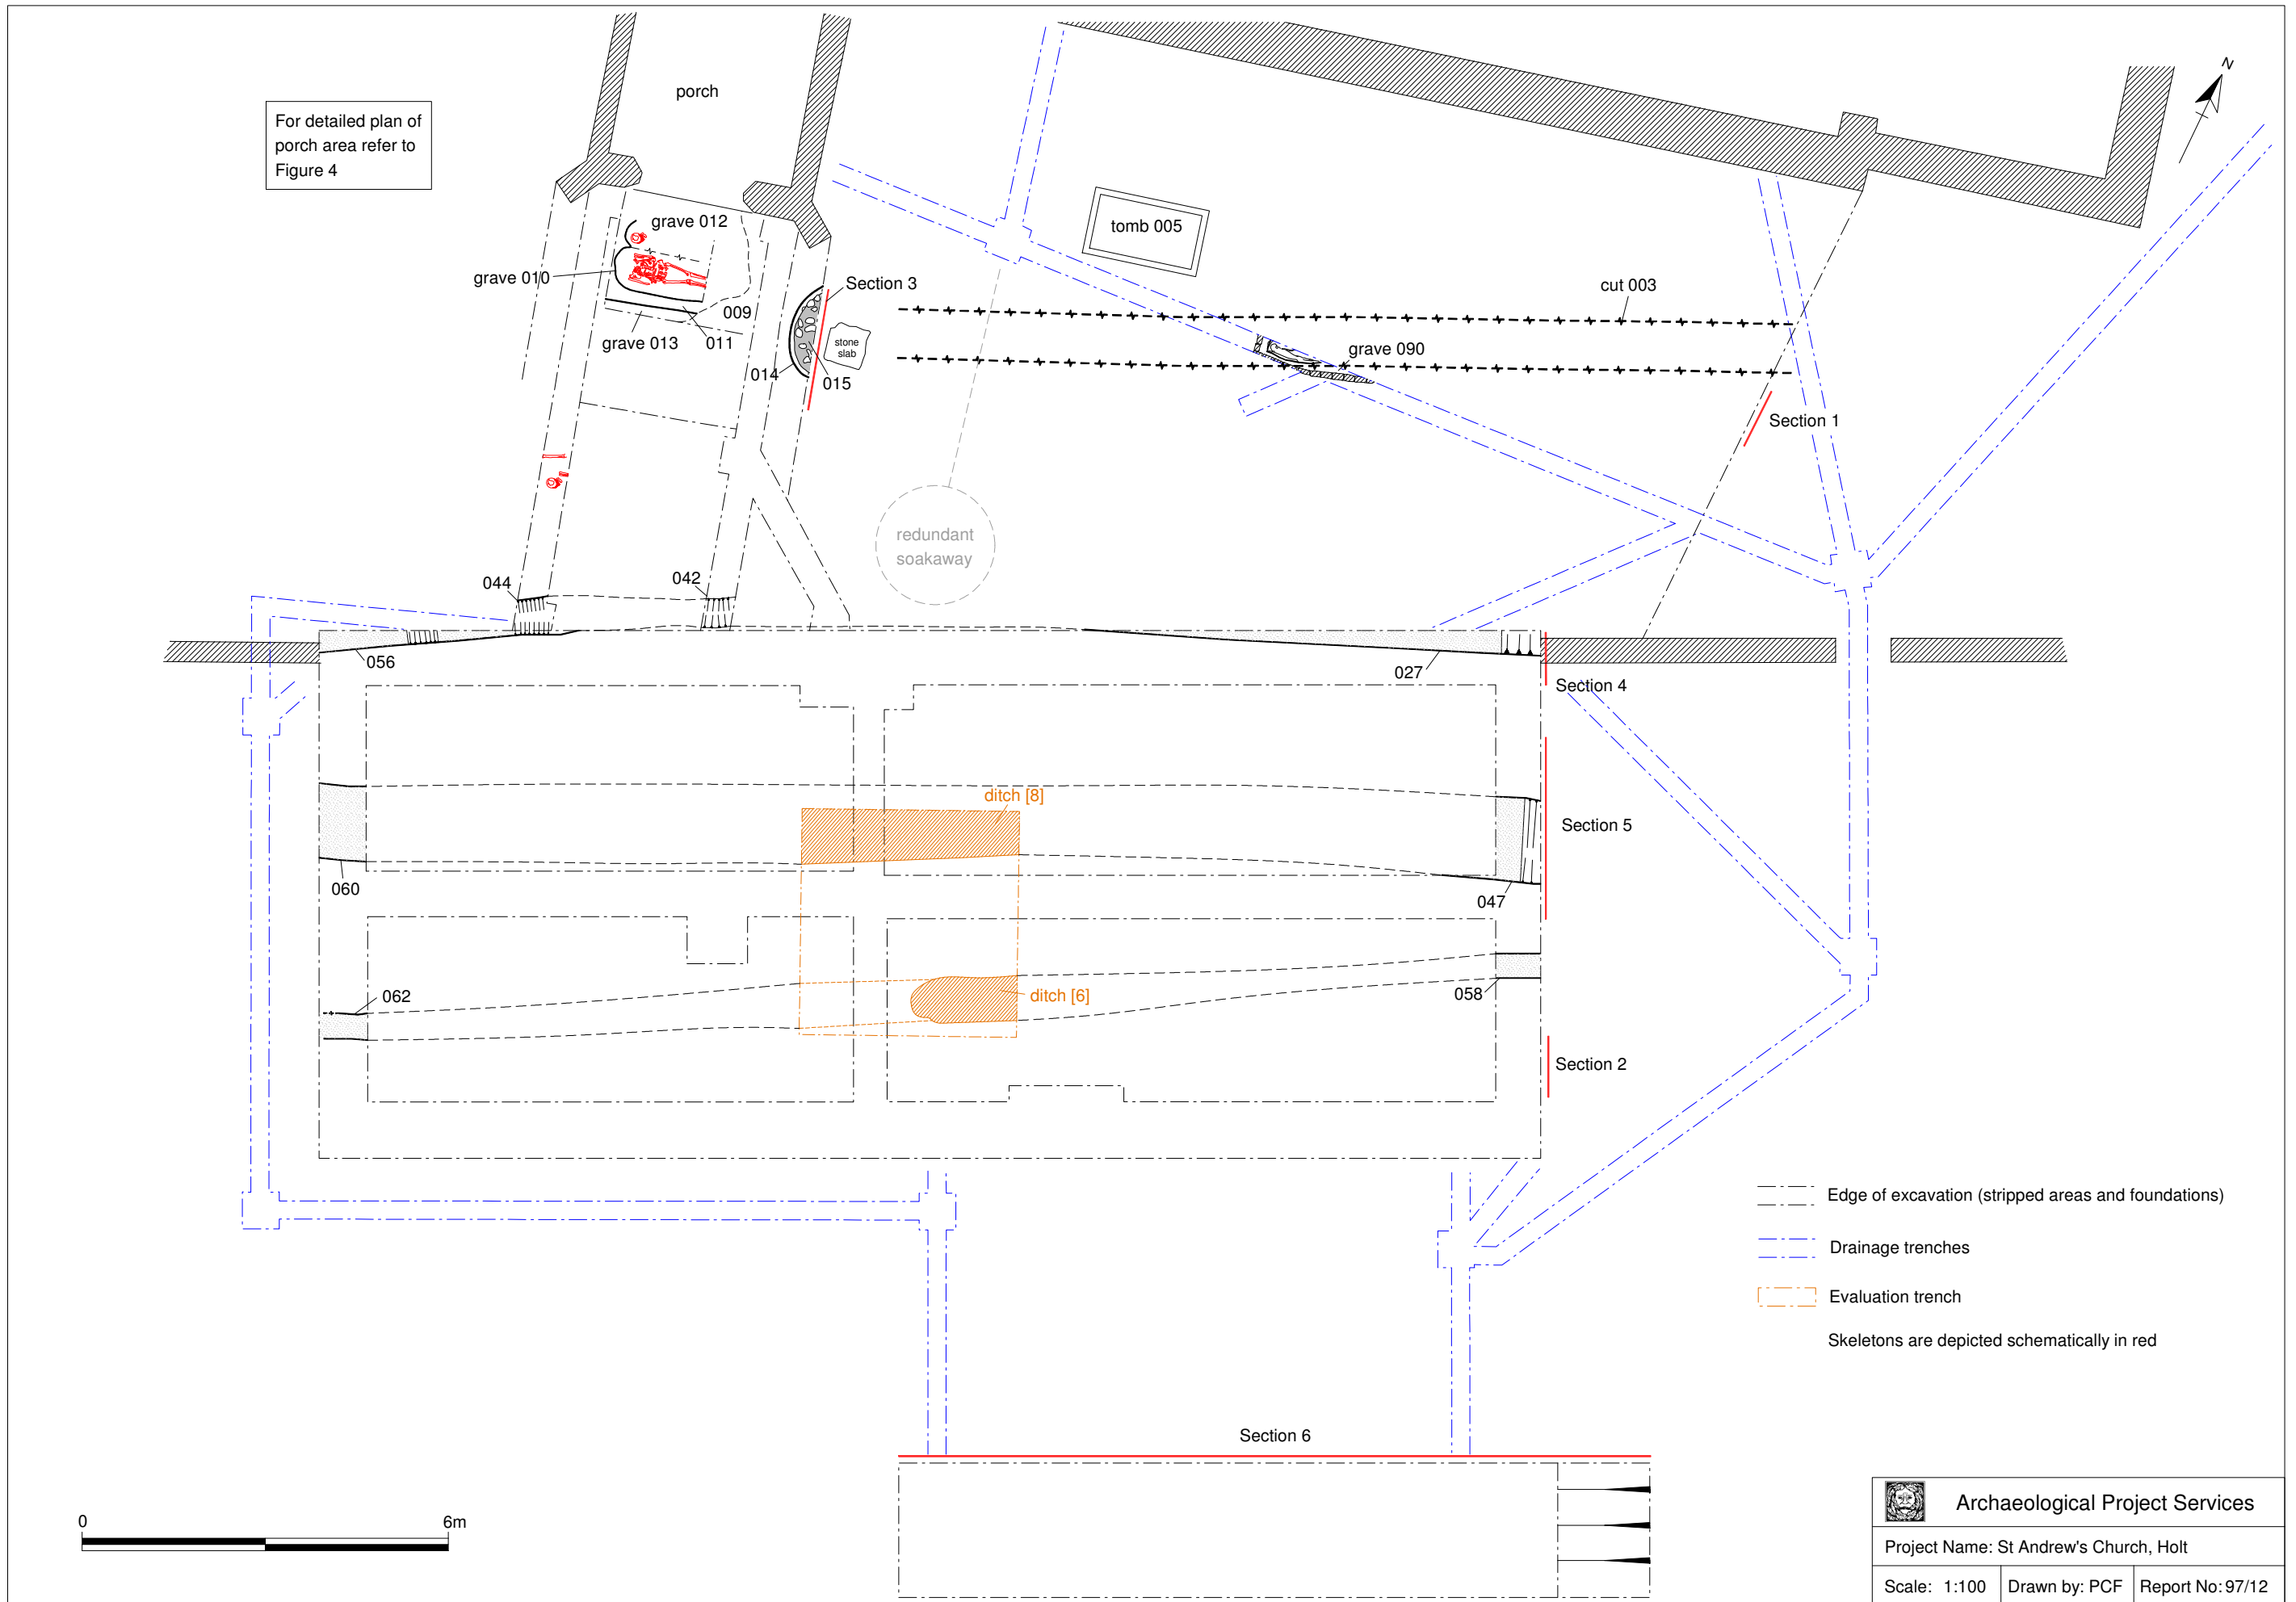 porch
N
For detailed plan of
porch area refer to
Figure 4
grave 012
tomb 005
grave 010
Section 3
cut 003
009
grave 013
011
stone
slab
grave 090
014
015
Section 1
redundant
soakaway
044
042
056
027
Section 4
ditch [8]
Section 5
060
047
062
ditch [6]
058
Section 2
Edge of excavation (stripped areas and foundations)
Drainage trenches
Evaluation trench
Skeletons are depicted schematically in red
Section 6
0
6m
Archaeological Project Services
Project Name: St Andrew's Church, Holt
Scale: 1:100
Drawn by: PCF
Report No: 97/12